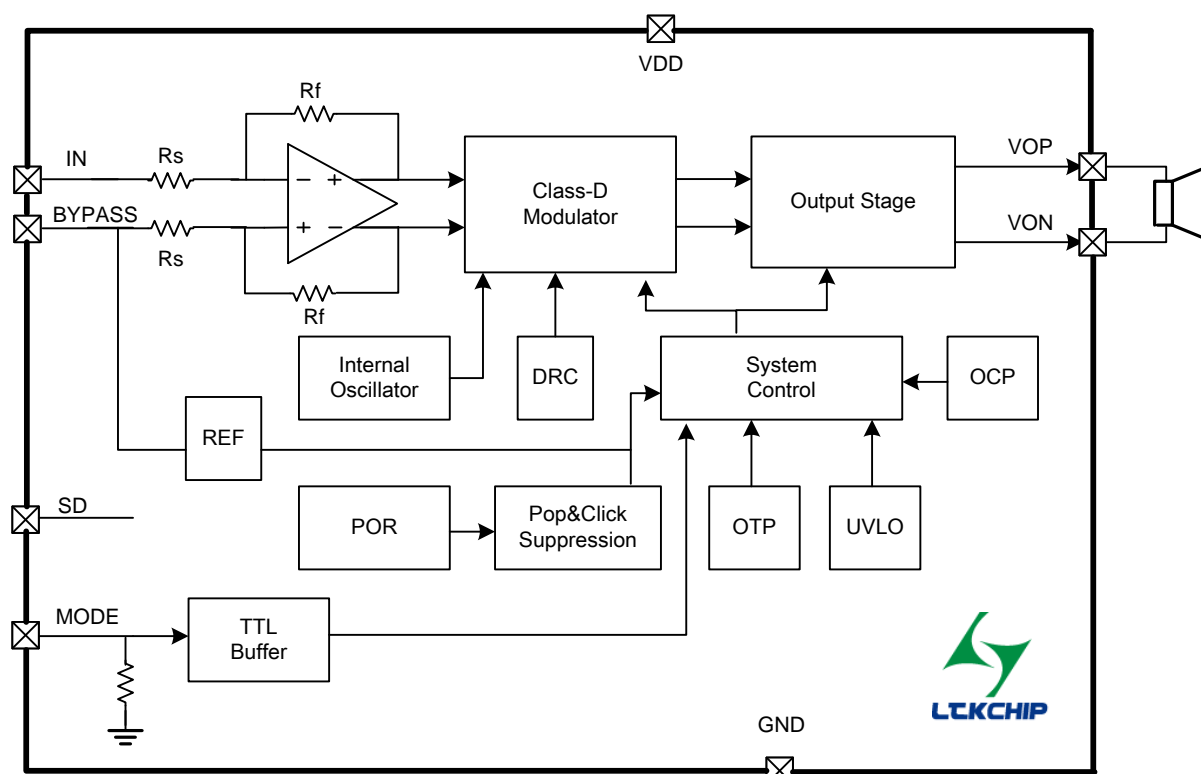 VDD
Rf
IN
Rs
BYPASS
Rs
Rf
− +
+ −
Class-D
Modulator
Output Stage
VOP
VON
Internal
Oscillator
DRC
System
Control
OCP
REF
SD
POR
Pop&Click
Suppression
OTP
UVLO
MODE
TTL
Buffer
LTKCHIP
GND